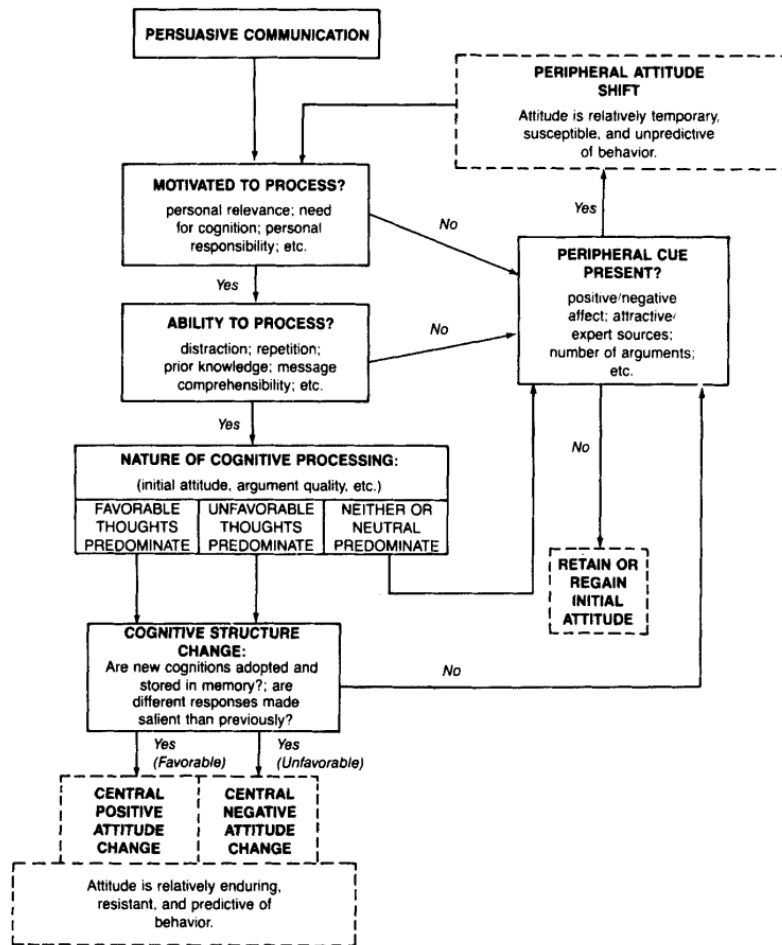 PERSUASIVE COMMUNICATION
PERIPHERAL ATTITUDE
SHIFT
Attitude is relatively temporary,
susceptible, and unpredictive
of behavior.
MOTIVATED TO PROCESS?
personal relevance; need
for cognition; personal
responsibility; etc.
No
Yes
Yes
PERIPHERAL CUE
PRESENT?
positive/negative
affect; attractive/
expert sources;
number of arguments;
etc.
ABILITY TO PROCESS?
distraction; repetition;
prior knowledge; message
comprehensibility; etc.
No
Yes
No
NATURE OF COGNITIVE PROCESSING:
(initial attitude, argument quality, etc.)
FAVORABLE
THOUGHTS
PREDOMINATE
UNFAVORABLE
THOUGHTS
PREDOMINATE
NEITHER OR
NEUTRAL
PREDOMINATE
RETAIN OR
REGAIN
INITIAL
ATTITUDE
COGNITIVE STRUCTURE
CHANGE:
Are new cognitions adopted and
stored in memory?; are
different responses made
salient than previously?
No
Yes
(Favorable)
Yes
(Unfavorable)
CENTRAL
POSITIVE
ATTITUDE
CHANGE
CENTRAL
NEGATIVE
ATTITUDE
CHANGE
Attitude is relatively enduring,
resistant, and predictive of
behavior.